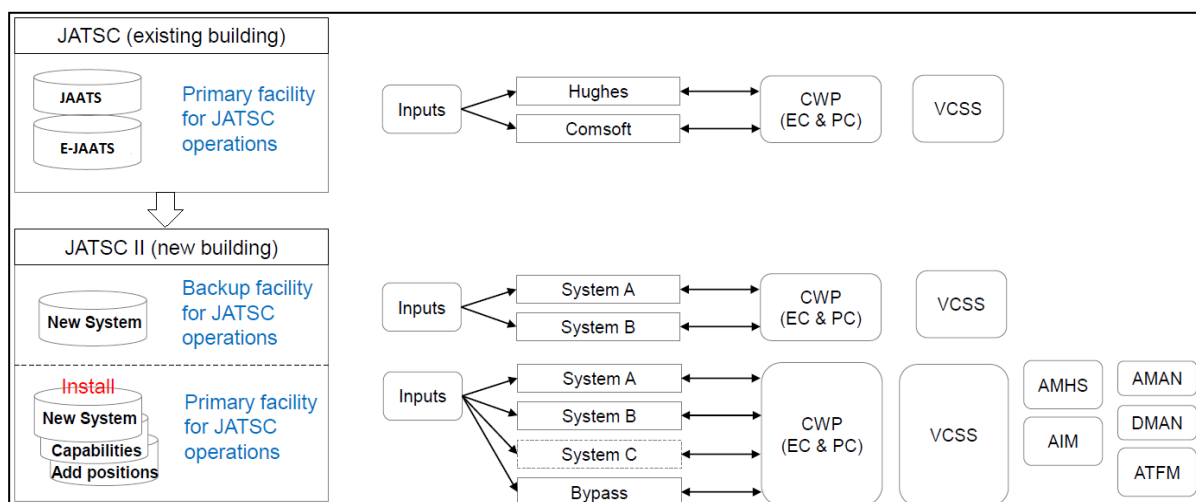 JATSC (existing building)
JAATS
E-JAATS
Primary facility
for JATSC
operations
Inputs
Hughes
Comsoft
CWP
(EC & PC)
VCSS
JATSC II (new building)
New System
Backup facility
for JATSC
operations
Inputs
System A
System B
CWP
(EC & PC)
VCSS
Install
New System
Capabilities
Add positions
Primary facility
for JATSC
operations
Inputs
System A
System B
System C
Bypass
CWP
(EC & PC)
VCSS
AMHS
AIM
AMAN
DMAN
ATFM